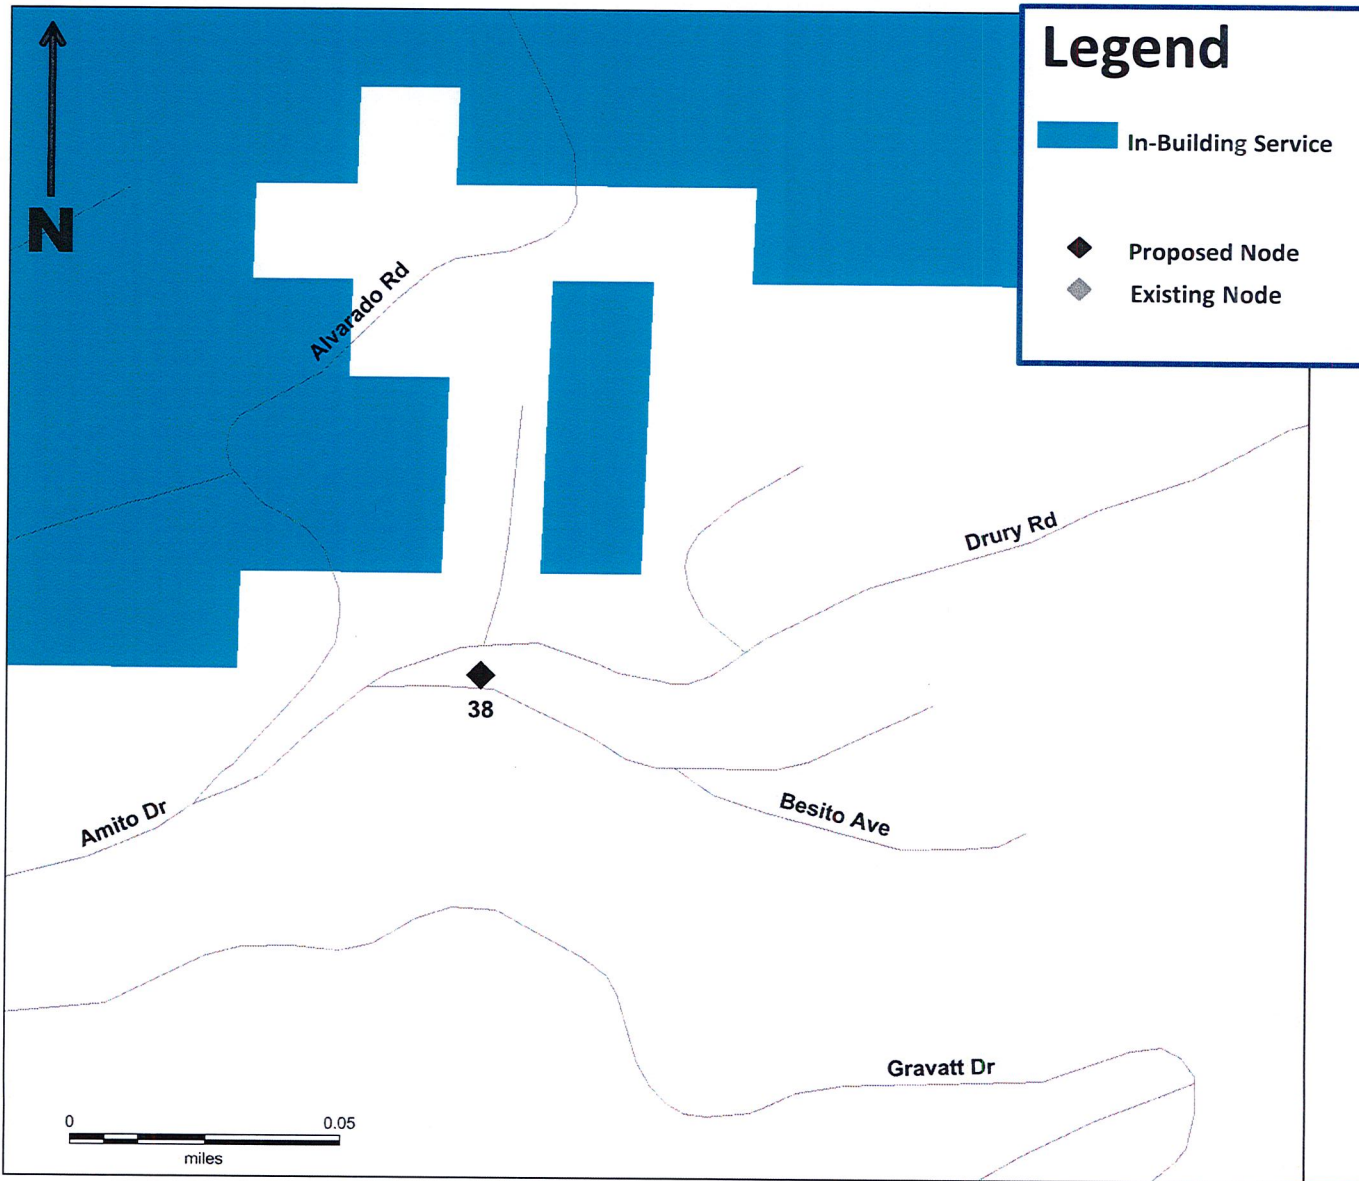 Legend
In-Building Service
Proposed Node
Existing Node
N
Alvarado Rd
Drury Rd
38
Amito Dr
Besito Ave
Gravatt Dr
0 0.05
miles